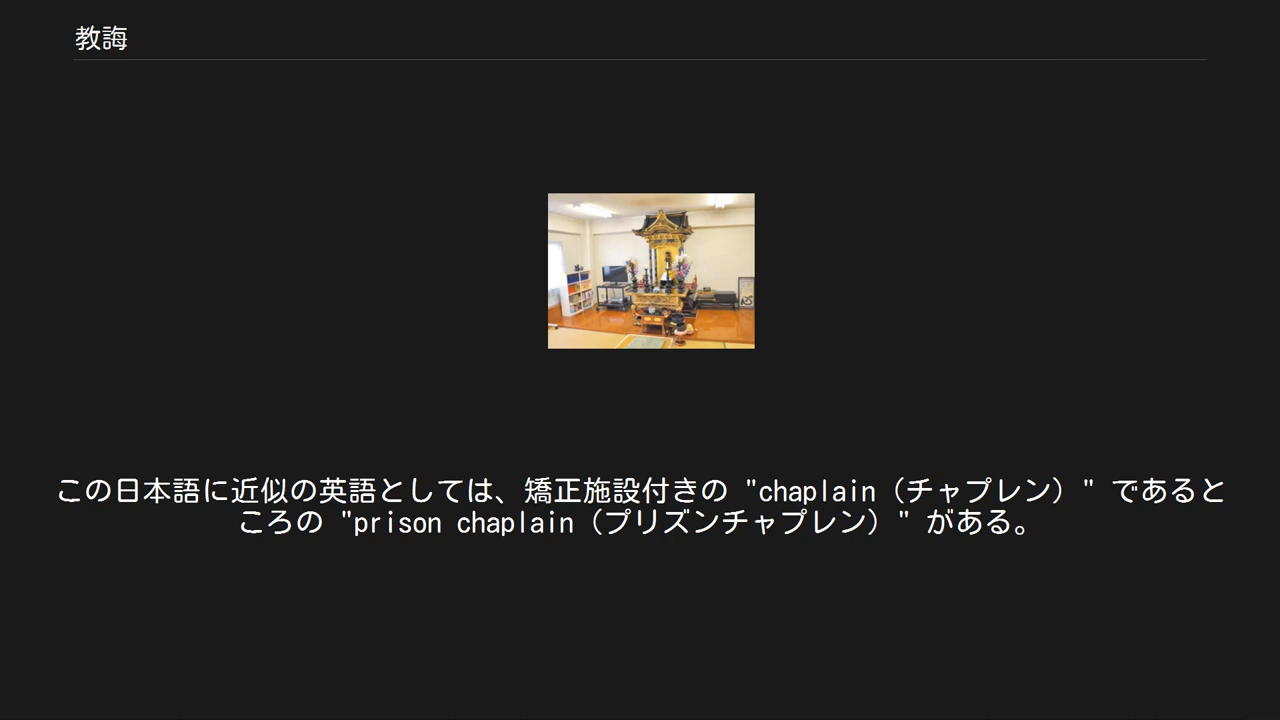 教誨
この日本語に近似の英語としては、矯正施設付きの "chaplain（チャプレン）" であると
ころの "prison chaplain（プリズンチャプレン）" がある。